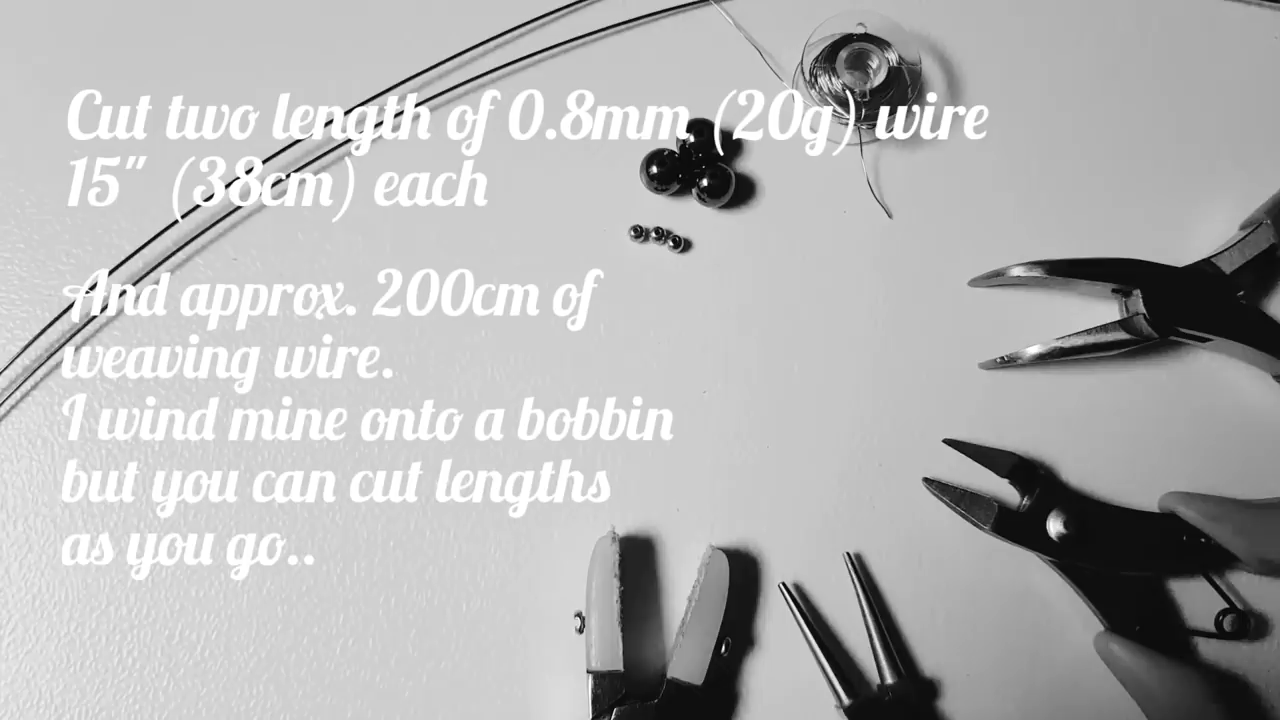 Cut two length of 0.8mm (20g) wire
15" (38cm) each
And approx. 200cm of
weaving wire.
I wind mine onto a bobbin
but you can cut lengths
as you go..